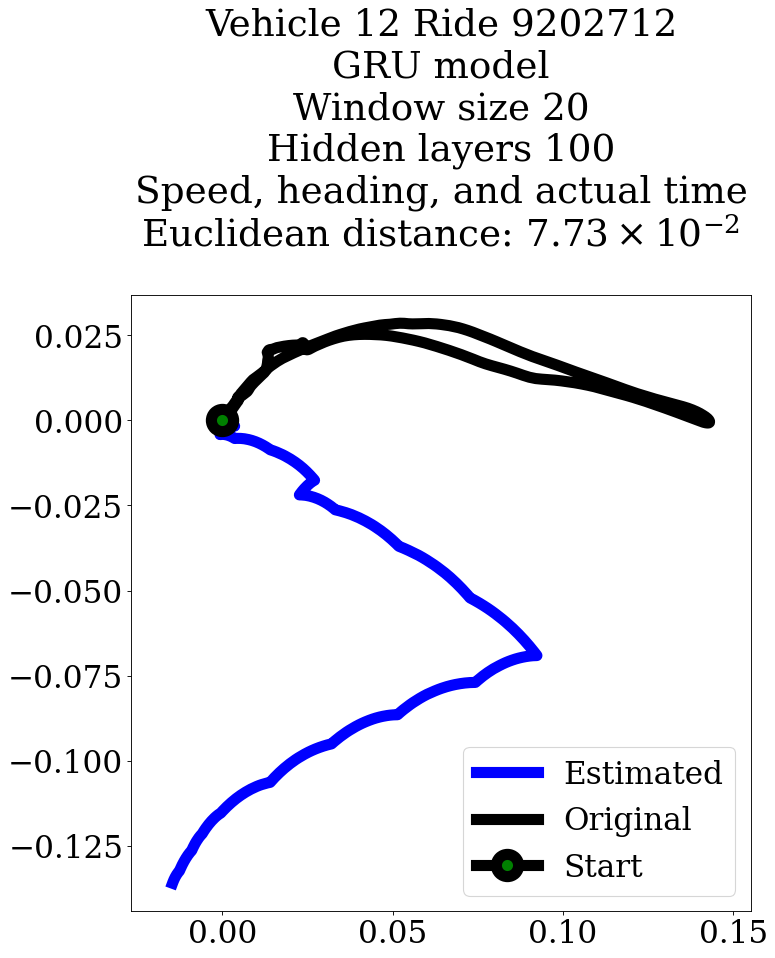 Vehicle 12 Ride 9202712
GRU model
Window size 20
Hidden layers 100
Speed, heading, and actual time
Euclidean distance: 7.73 × 10⁻²
0.025
0.000
−0.025
−0.050
−0.075
−0.100
−0.125
Estimated
Original
Start
0.00 0.05 0.10 0.15